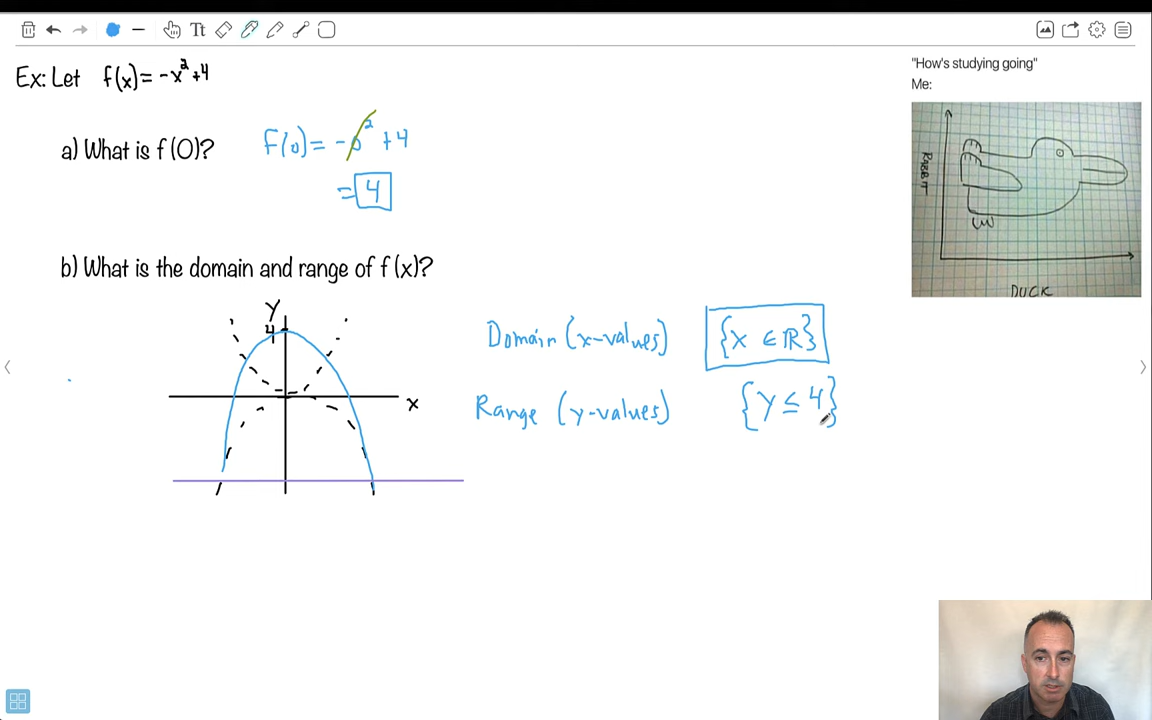 Ex: Let f(x) = -x² + 4
"How's studying going"
Me:
a) What is f(0)?
f(0) = -0² + 4
= 4
RABBIT
DUCK
b) What is the domain and range of f(x)?
Y
4
x
Domain (x-values) {x ∈ ℝ}
Range (y-values) {y ≤ 4}
Tt